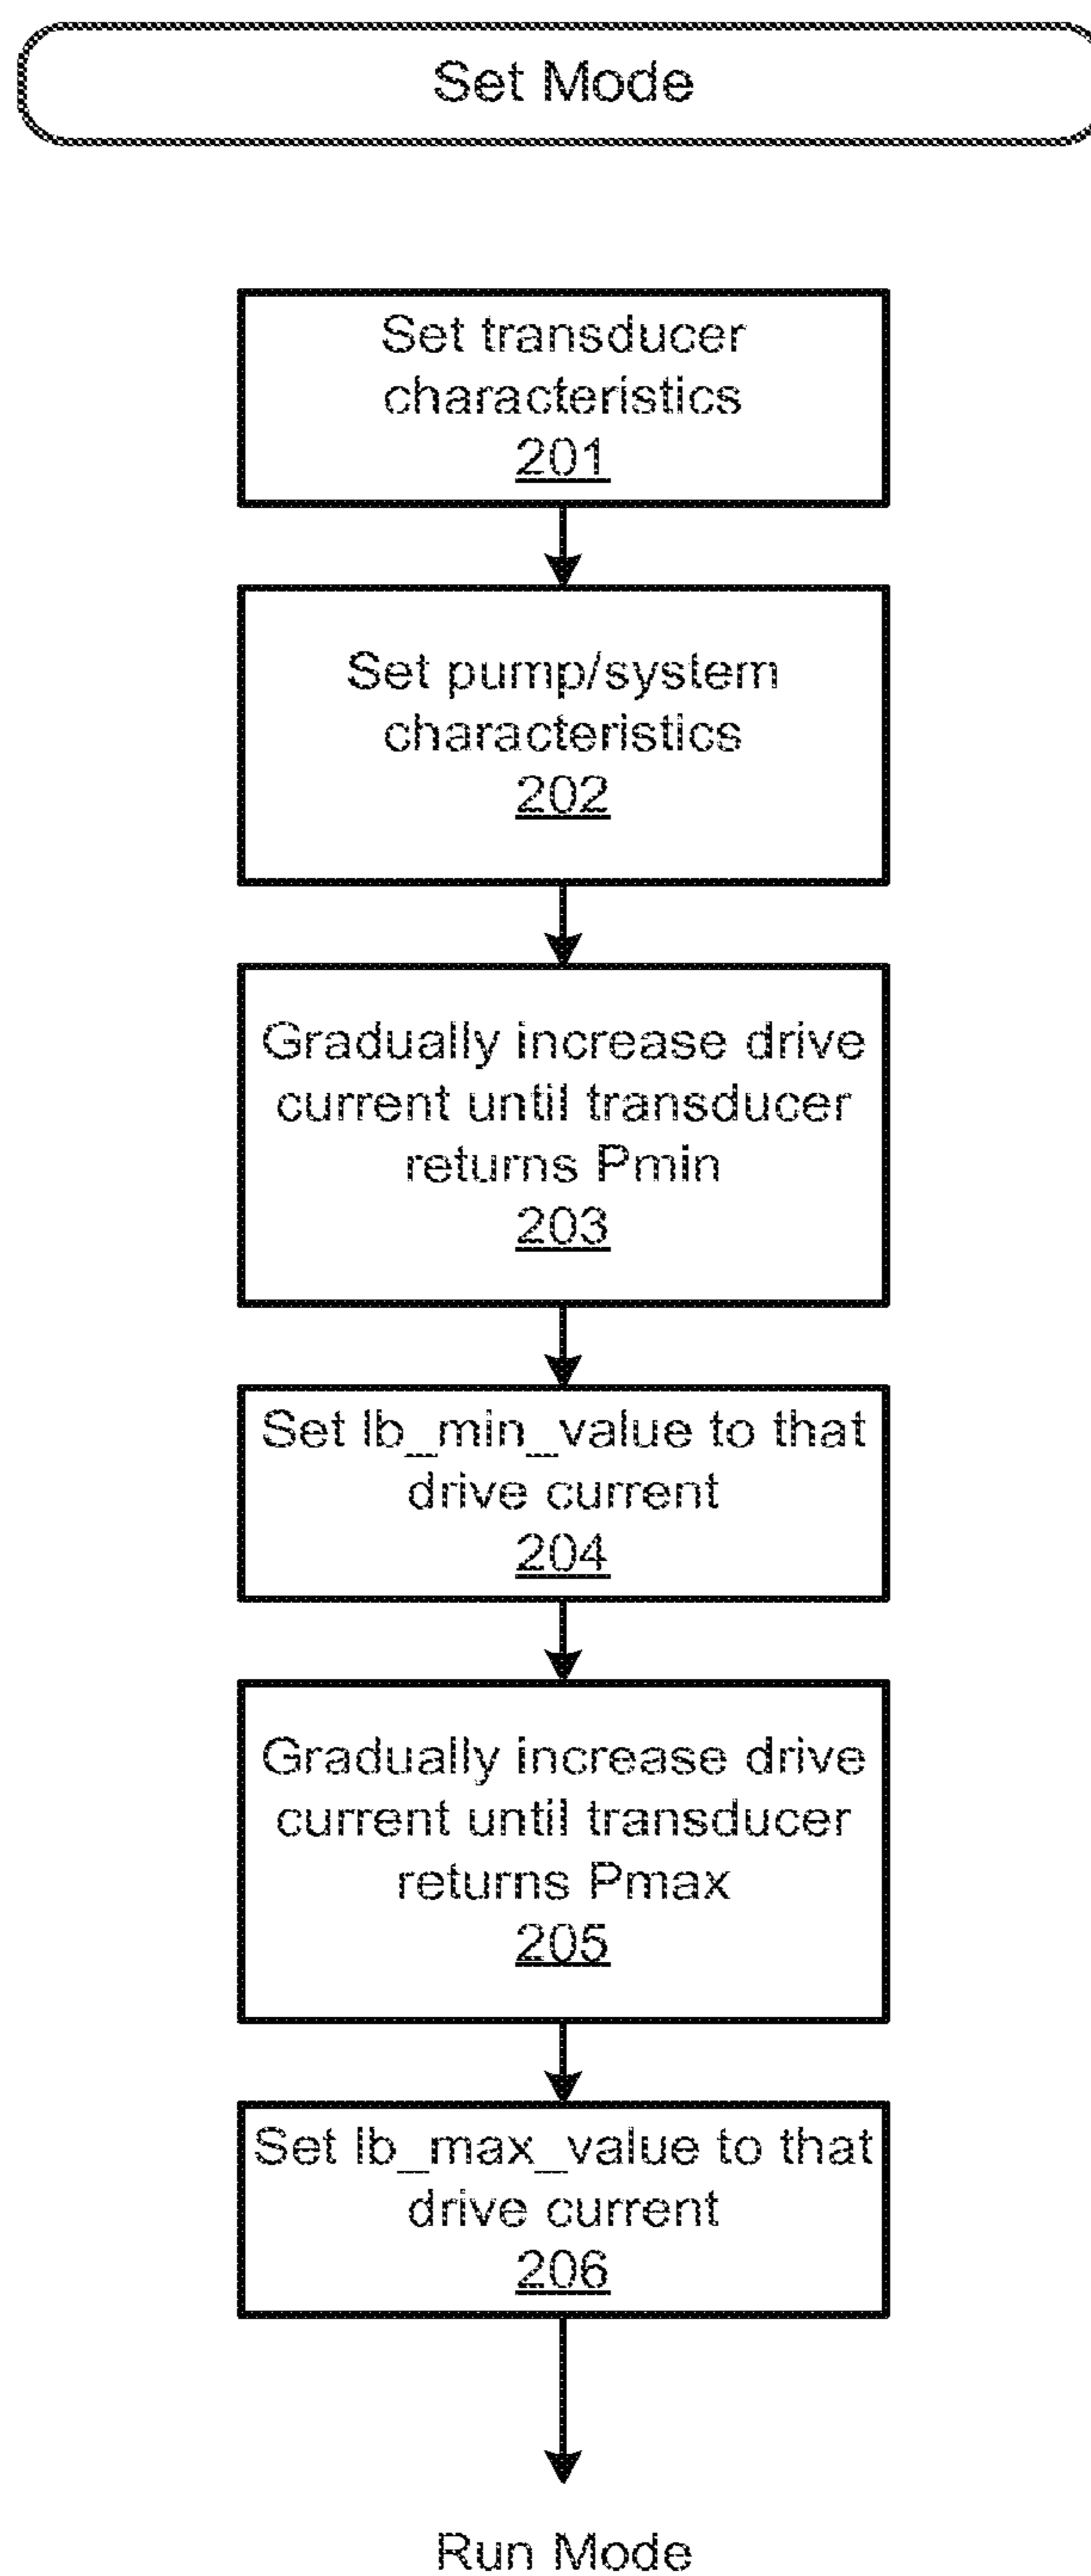 Set Mode
Set transducer
characteristics
201
Set pump/system
characteristics
202
Gradually increase drive
current until transducer
returns Pmin
203
Set lb_min_value to that
drive current
204
Gradually increase drive
current until transducer
returns Pmax
205
Set lb_max_value to that
drive current
206
Run Mode